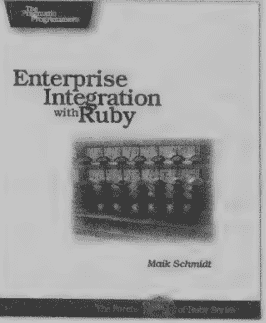 The
Pragmatic
Programmers
Enterprise
Integration
with Ruby
Maik Schmidt
The Facets of Ruby Series